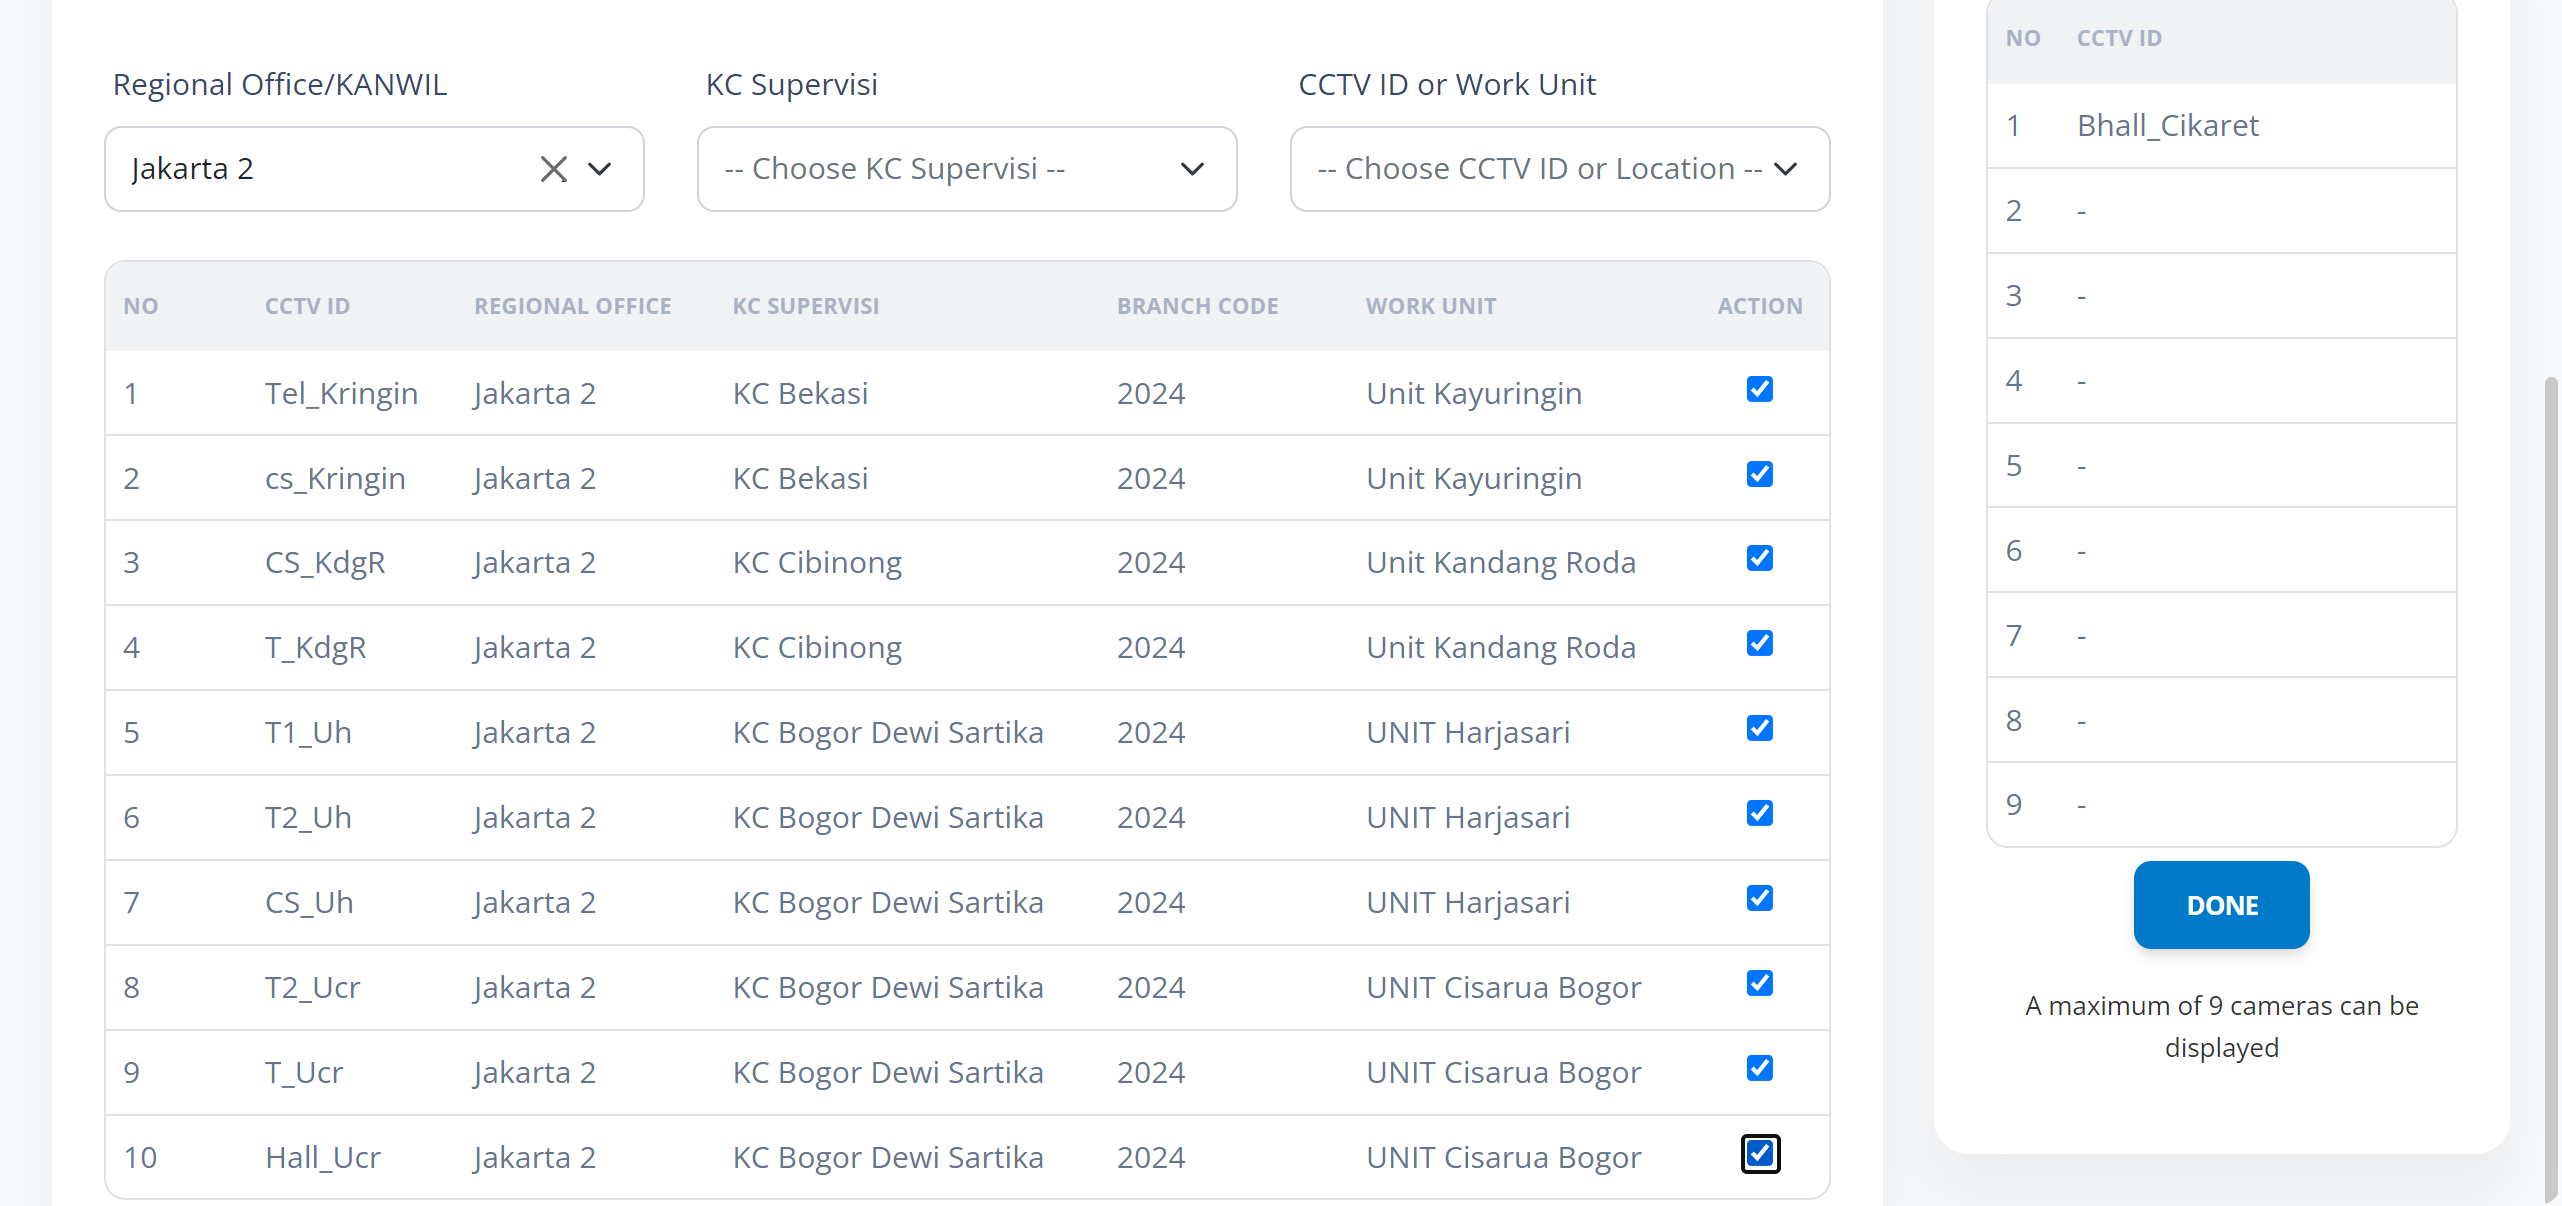 Regional Office/KANWIL KC Supervisi CCTV ID or Work Unit
Jakarta 2 -- Choose KC Supervisi -- -- Choose CCTV ID or Location --
NO CCTV ID REGIONAL OFFICE KC SUPERVISI BRANCH CODE WORK UNIT ACTION
1 Tel_Kringin Jakarta 2 KC Bekasi 2024 Unit Kayuringin
2 cs_Kringin Jakarta 2 KC Bekasi 2024 Unit Kayuringin
3 CS_KdgR Jakarta 2 KC Cibinong 2024 Unit Kandang Roda
4 T_KdgR Jakarta 2 KC Cibinong 2024 Unit Kandang Roda
5 T1_Uh Jakarta 2 KC Bogor Dewi Sartika 2024 UNIT Harjasari
6 T2_Uh Jakarta 2 KC Bogor Dewi Sartika 2024 UNIT Harjasari
7 CS_Uh Jakarta 2 KC Bogor Dewi Sartika 2024 UNIT Harjasari
8 T2_Ucr Jakarta 2 KC Bogor Dewi Sartika 2024 UNIT Cisarua Bogor
9 T_Ucr Jakarta 2 KC Bogor Dewi Sartika 2024 UNIT Cisarua Bogor
10 Hall_Ucr Jakarta 2 KC Bogor Dewi Sartika 2024 UNIT Cisarua Bogor
NO CCTV ID
1 Bhall_Cikaret
2 -
3 -
4 -
5 -
6 -
7 -
8 -
9 -
DONE
A maximum of 9 cameras can be
displayed